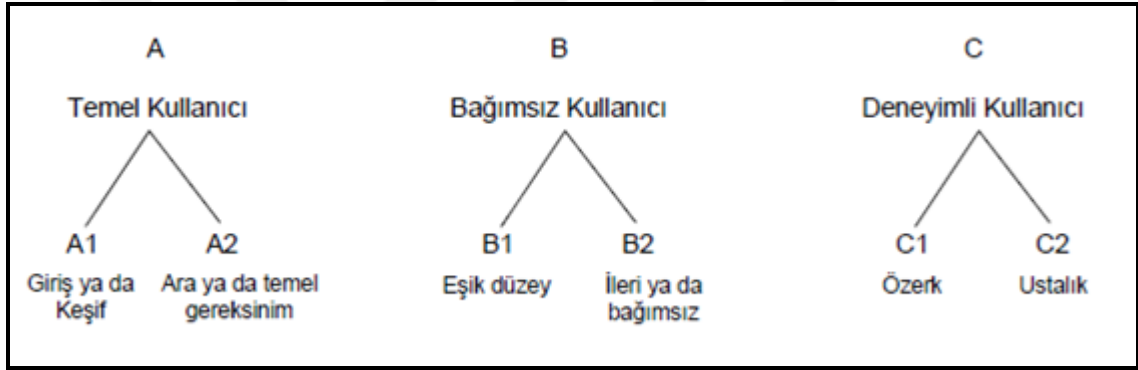 A
B
C
Temel Kullanıcı
Bağımsız Kullanıcı
Deneyimli Kullanıcı
A1
A2
B1
B2
C1
C2
Giriş ya da
Keşif
Ara ya da temel
gereksinim
Eşik düzey
İleri ya da
bağımsız
Özerk
Ustalık